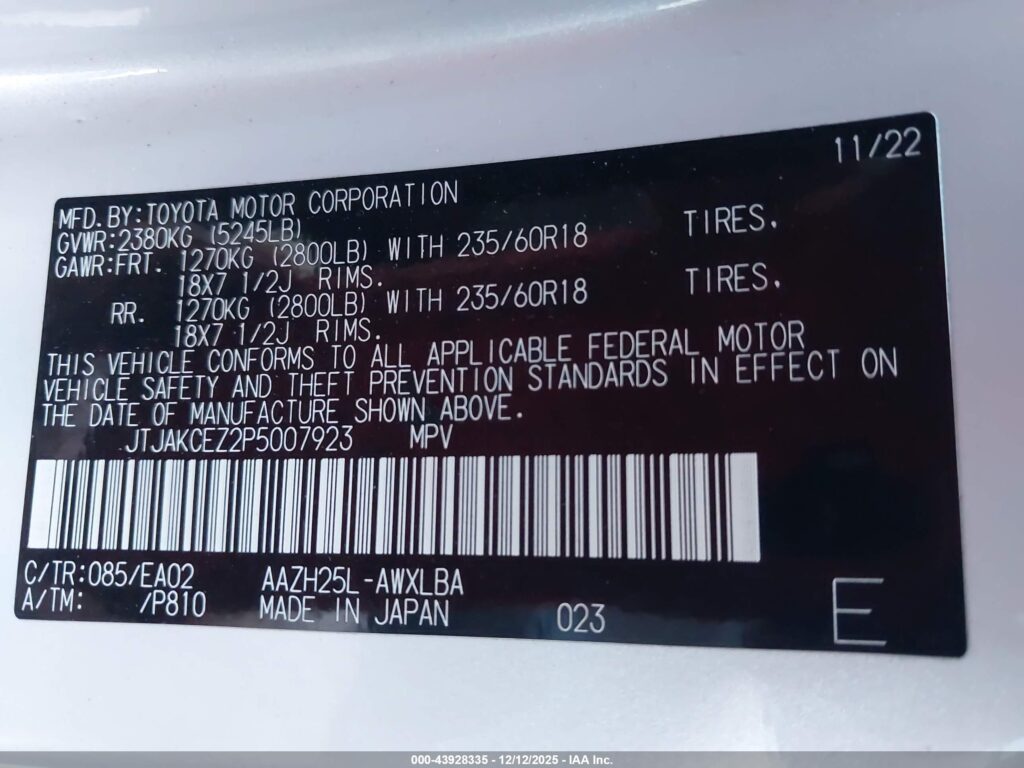 11/22
MFD. BY: TOYOTA MOTOR CORPORATION
GVWR: 2380KG (5245LB)
GAWR: FRT. 1270KG (2800LB) WITH 235/60R18 TIRES.
18X7 1/2J RIMS.
RR. 1270KG (2800LB) WITH 235/60R18 TIRES.
18X7 1/2J RIMS.
THIS VEHICLE CONFORMS TO ALL APPLICABLE FEDERAL MOTOR
VEHICLE SAFETY AND THEFT PREVENTION STANDARDS IN EFFECT ON
THE DATE OF MANUFACTURE SHOWN ABOVE.
JTJAKCEZ2P5007923 MPV
C/TR: 085/EA02 AAZH25L-AWXLBA
A/TM: /P810 MADE IN JAPAN 023 E
000-43928335 - 12/12/2025 - IAA Inc.